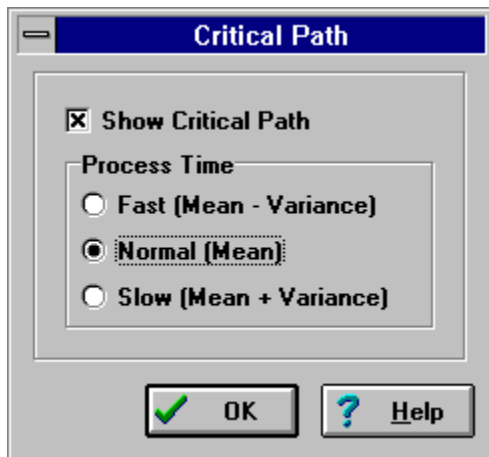 Critical Path
Show Critical Path
Process Time
Fast (Mean - Variance)
Normal (Mean)
Slow (Mean + Variance)
OK
Help